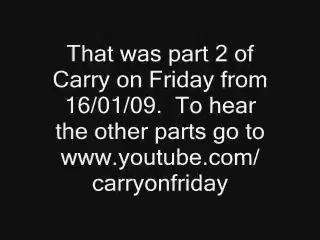 That was part 2 of
Carry on Friday from
16/01/09.  To hear
the other parts go to
www.youtube.com/
carryonfriday